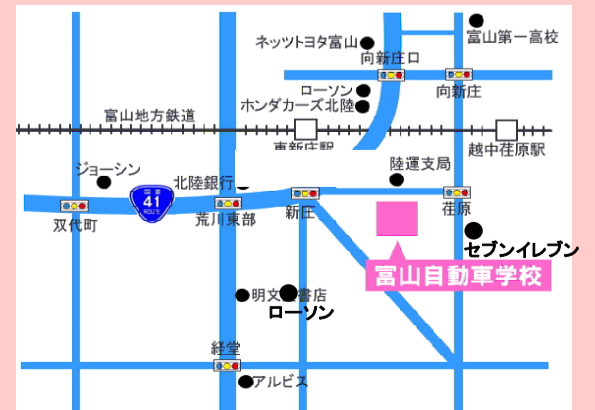 富山第一高校
ネッツトヨタ富山
向新庄口
ローソン
向新庄
ホンダカーズ北陸
富山地方鉄道
東新庄駅
越中荏原駅
ジョーシン
北陸銀行
陸運支局
国道
41
ROUTE
双代町
荒川東部
新庄
荏原
セブンイレブン
富山自動車学校
明文
書店
ローソン
経堂
アルビス